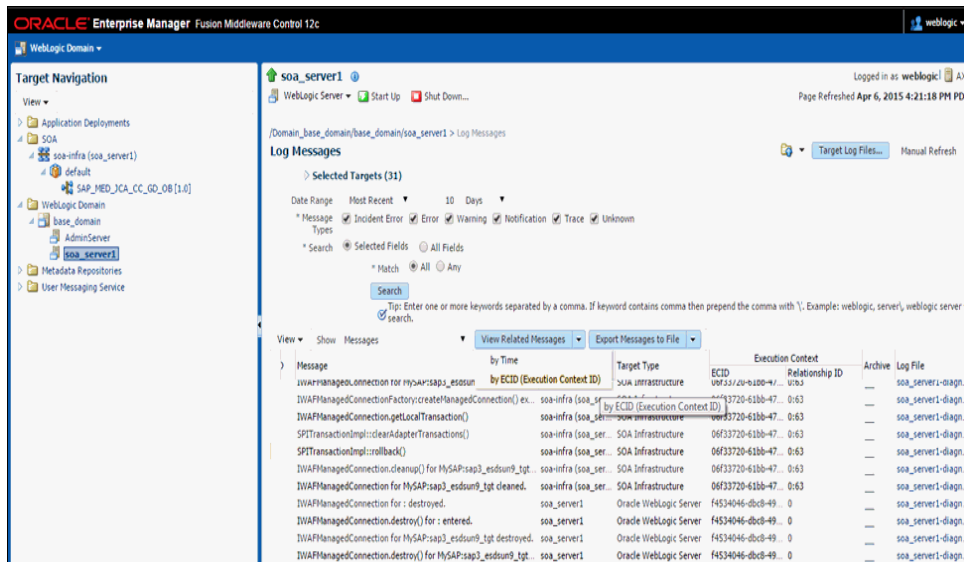 ORACLE Enterprise Manager Fusion Middleware Control 12c
weblogic
WebLogic Domain
Target Navigation
View
Application Deployments
SOA
soa-infra (soa_server1)
default
SAP_MED_JCA_CC_GD_OB [1.0]
WebLogic Domain
base_domain
AdminServer
soa_server1
Metadata Repositories
User Messaging Service
soa_server1
Logged in as weblogic AX
WebLogic Server Start Up Shut Down...
Page Refreshed Apr 6, 2015 4:21:18 PM PD
/Domain_base_domain/base_domain/soa_server1 > Log Messages
Log Messages
Target Log Files... Manual Refresh
Selected Targets (31)
Date Range Most Recent 10 Days
* Message Types Incident Error Error Warning Notification Trace Unknown
* Search Selected Fields All Fields
* Match All Any
Search
Tip: Enter one or more keywords separated by a comma. If keyword contains comma then prepend the comma with '\'. Example: weblogic, server\, weblogic server
search.
View Show Messages View Related Messages Export Messages to File
by Time
by ECID (Execution Context ID)
by ECID (Execution Context ID)
Message Target Type Execution Context Archive Log File
ECID Relationship ID
IWAFManagedConnection for MySAP:sap3_esdsun SOA Infrastructure 06f33720-61bb-47... 0:63 soa_server1-diagn.
IWAFManagedConnectionFactory:createManagedConnection() ex... soa-infra (soa_ser... 0:63 soa_server1-diagn.
IWAFManagedConnection.getLocalTransaction() soa-infra (soa_ser... 06f33720-61bb-47... 0:63 soa_server1-diagn.
SPITransactionImpl::clearAdapterTransactions() soa-infra (soa_ser... SOA Infrastructure 06f33720-61bb-47... 0:63 soa_server1-diagn.
SPITransactionImpl::rollback() soa-infra (soa_ser... SOA Infrastructure 06f33720-61bb-47... 0:63 soa_server1-diagn.
IWAFManagedConnection.cleanup() for MySAP:sap3_esdsun9_tgt... soa-infra (soa_ser... SOA Infrastructure 06f33720-61bb-47... 0:63 soa_server1-diagn.
IWAFManagedConnection for MySAP:sap3_esdsun9_tgt cleaned. soa-infra (soa_ser... SOA Infrastructure 06f33720-61bb-47... 0:63 soa_server1-diagn.
IWAFManagedConnection for : destroyed. soa_server1 Oracle WebLogic Server f4534046-dbc8-49... 0 soa_server1-diagn.
IWAFManagedConnection.destroy() for : entered. soa_server1 Oracle WebLogic Server f4534046-dbc8-49... 0 soa_server1-diagn.
IWAFManagedConnection for MySAP:sap3_esdsun9_tgt destroyed. soa_server1 Oracle WebLogic Server f4534046-dbc8-49... 0 soa_server1-diagn.
IWAFManagedConnection.destroy() for MySAP:sap3_esdsun9_tgt... soa_server1 Oracle WebLogic Server f4534046-dbc8-49... 0 soa_server1-diagn.